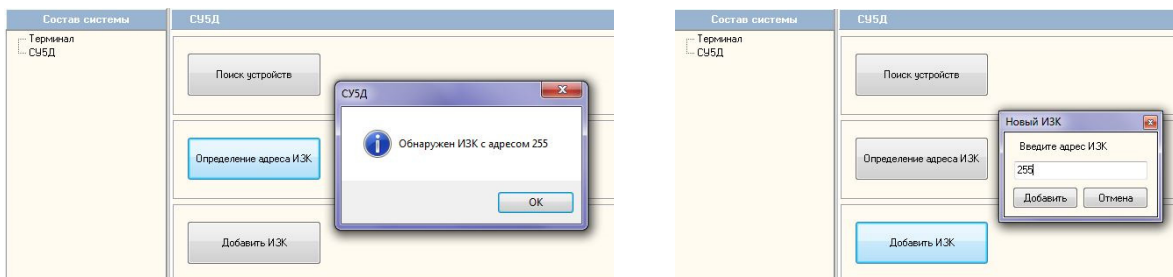 Состав системы
СУ5Д
Терминал
СУ5Д
Поиск устройств
СУ5Д
Обнаружен ИЗК с адресом 255
OK
Определение адреса ИЗК
Добавить ИЗК
Состав системы
СУ5Д
Терминал
СУ5Д
Поиск устройств
Новый ИЗК
Введите адрес ИЗК
255
Добавить Отмена
Определение адреса ИЗК
Добавить ИЗК